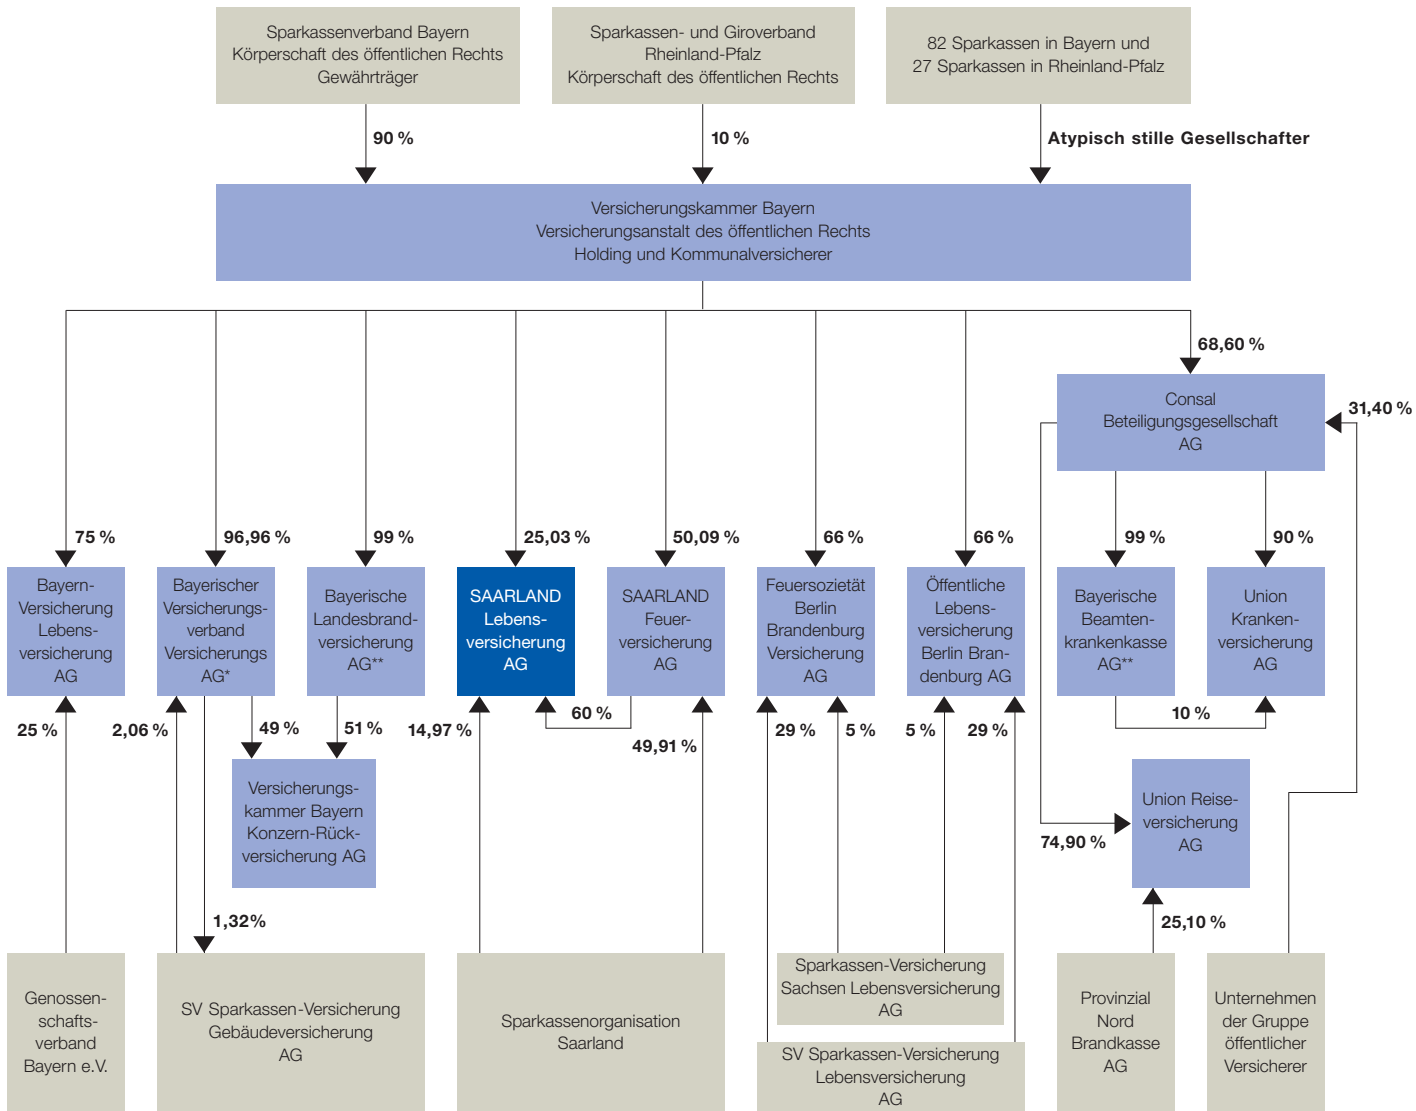 Sparkassenverband Bayern
Körperschaft des öffentlichen Rechts
Gewährträger
Sparkassen- und Giroverband
Rheinland-Pfalz
Körperschaft des öffentlichen Rechts
82 Sparkassen in Bayern und
27 Sparkassen in Rheinland-Pfalz
90 %
10 %
Atypisch stille Gesellschafter
Versicherungskammer Bayern
Versicherungsanstalt des öffentlichen Rechts
Holding und Kommunalversicherer
68,60 %
Consal
Beteiligungsgesellschaft
AG
31,40 %
75 %
96,96 %
99 %
25,03 %
50,09 %
66 %
66 %
99 %
90 %
Bayern-
Versicherung
Lebens-
versicherung
AG
Bayerischer
Versicherungs-
verband
Versicherungs
AG*
Bayerische
Landesbrand-
versicherung
AG**
SAARLAND
Lebens-
versicherung
AG
SAARLAND
Feuer-
versicherung
AG
Feuersozietät
Berlin
Brandenburg
Versicherung
AG
Öffentliche
Lebens-
versicherung
Berlin Bran-
denburg AG
Bayerische
Beamten-
krankenkasse
AG**
Union
Kranken-
versicherung
AG
25 %
2,06 %
49 %
51 %
14,97 %
60 %
49,91 %
29 %
5 %
5 %
29 %
10 %
Versicherungs-
kammer Bayern
Konzern-Rück-
versicherung AG
Union Reise-
versicherung
AG
74,90 %
1,32%
25,10 %
Genossen-
schafts-
verband
Bayern e.V.
SV Sparkassen-Versicherung
Gebäudeversicherung
AG
Sparkassenorganisation
Saarland
Sparkassen-Versicherung
Sachsen Lebensversicherung
AG
SV Sparkassen-Versicherung
Lebensversicherung
AG
Provinzial
Nord
Brandkasse
AG
Unternehmen
der Gruppe
öffentlicher
Versicherer